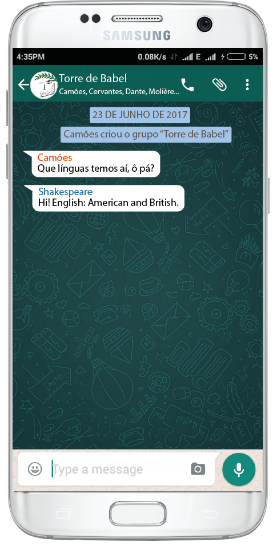 SAMSUNG
4:35PM 0.08K/s E 5%
Torre de Babel
Camões, Cervantes, Dante, Molière...
23 DE JUNHO DE 2017
Camões criou o grupo "Torre de Babel"
Camões
Que línguas temos aí, ô pá?
Shakespeare
Hi! English: American and British.
Type a message